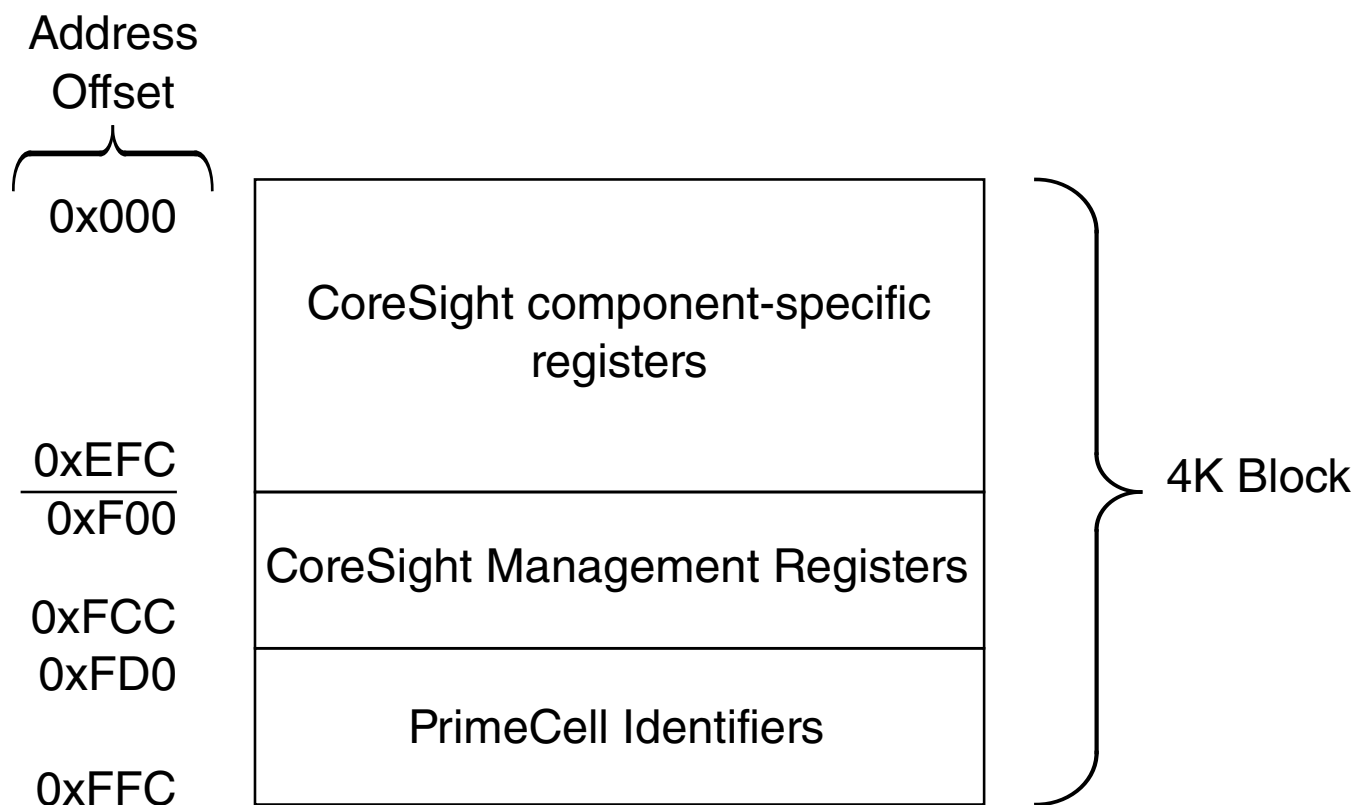 Address
Offset
0x000
CoreSight component-specific
registers
0xEFC
4K Block
0xF00
CoreSight Management Registers
0xFCC
0xFD0
PrimeCell Identifiers
0xFFC